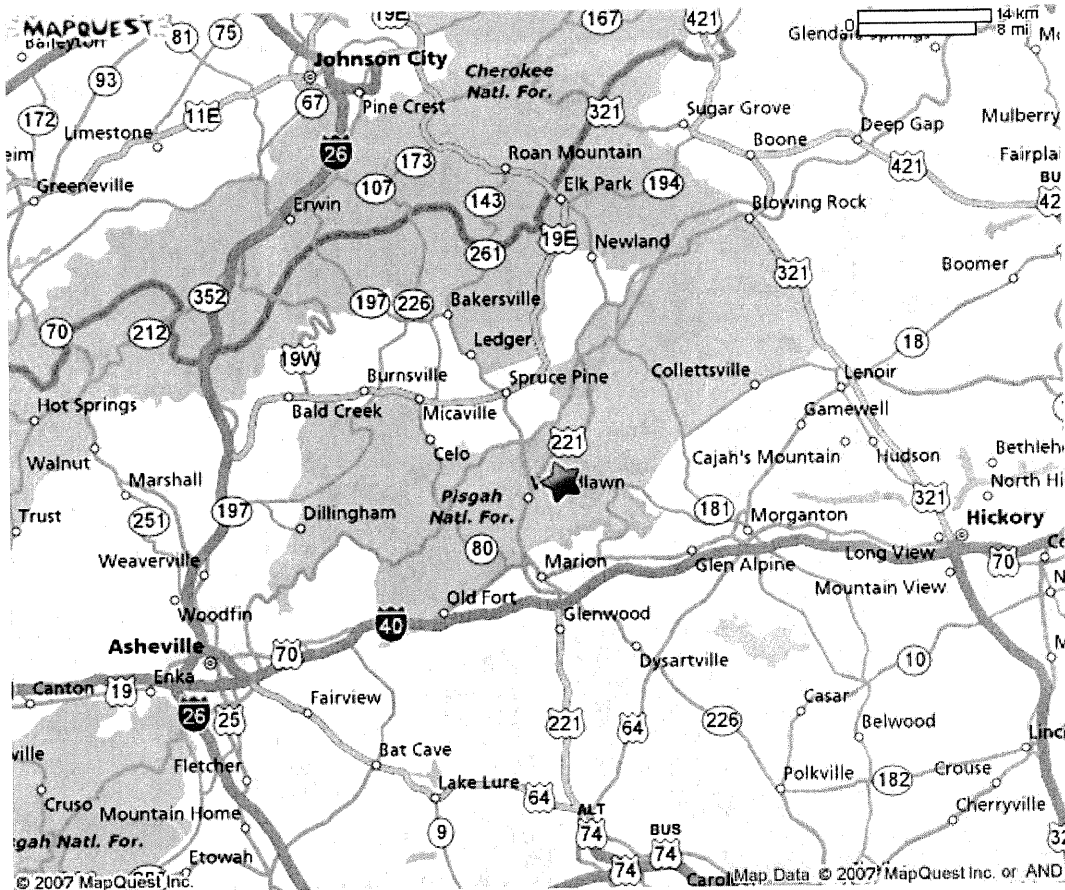 MAPQUEST
19E
167
421
14 km
8 mi
Baileyton
81
75
Johnson City
Cherokee
Natl. For.
93
67
Pine Crest
321
Sugar Grove
Deep Gap
Mulberry
172
Limestone
11E
26
Boone
421
Greeneville
173
Roan Mountain
107
143
Elk Park
194
Erwin
Blowing Rock
19E
261
Newland
321
Boomer
352
70
212
197
226
Bakersville
18
Ledger
19W
Burnsville
Spruce Pine
Collettsville
Lenoir
Hot Springs
Bald Creek
Micaville
Gamewell
221
Walnut
Celo
Cajah's Mountain
Hudson
Marshall
Pisgah
Natl. For.
North Hi
321
Trust
251
197
Dillingham
181
Morganton
Hickory
80
Long View
Weaverville
Marion
Glen Alpine
70
Mountain View
Woodfin
Old Fort
Glenwood
40
Asheville
70
Dysartville
10
Canton
19
Enka
Fairview
Casar
26
25
221
64
226
Belwood
Bat Cave
Fletcher
Lake Lure
64
Polkville
182
Crouse
Cruso
Mountain Home
9
ALT
74
BUS
74
Cherryville
gah Natl. For.
Etowah
74
© 2007 MapQuest Inc.
Map Data © 2007 MapQuest Inc. or AND